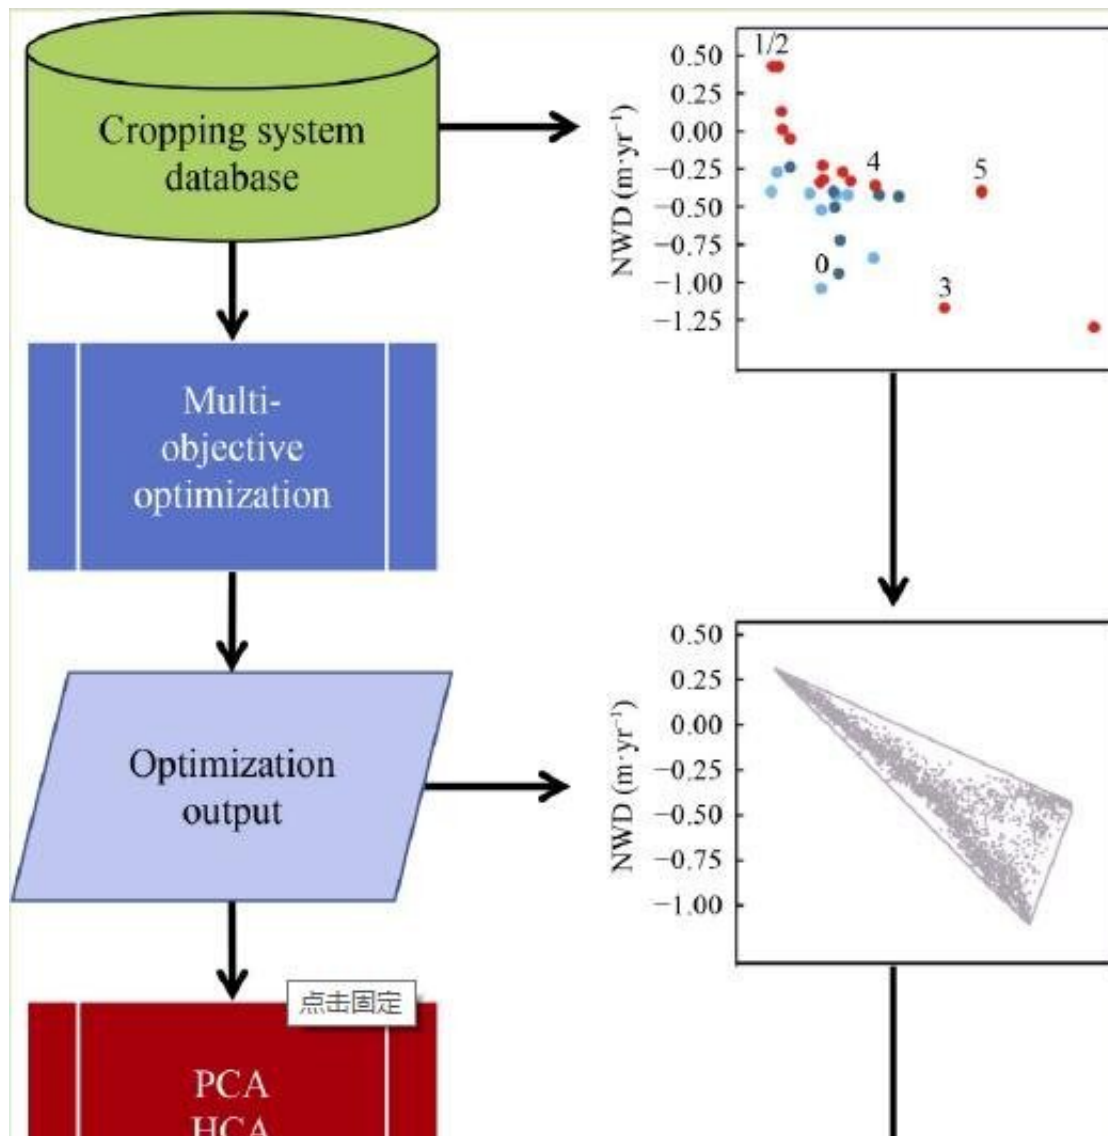 Cropping system
database
1/2
0.50
0.25
0.00
−0.25
−0.50
−0.75
−1.00
−1.25
NWD (m·yr⁻¹)
4
5
0
3
Multi-
objective
optimization
0.50
0.25
0.00
−0.25
−0.50
−0.75
−1.00
NWD (m·yr⁻¹)
Optimization
output
点击固定
PCA
HCA